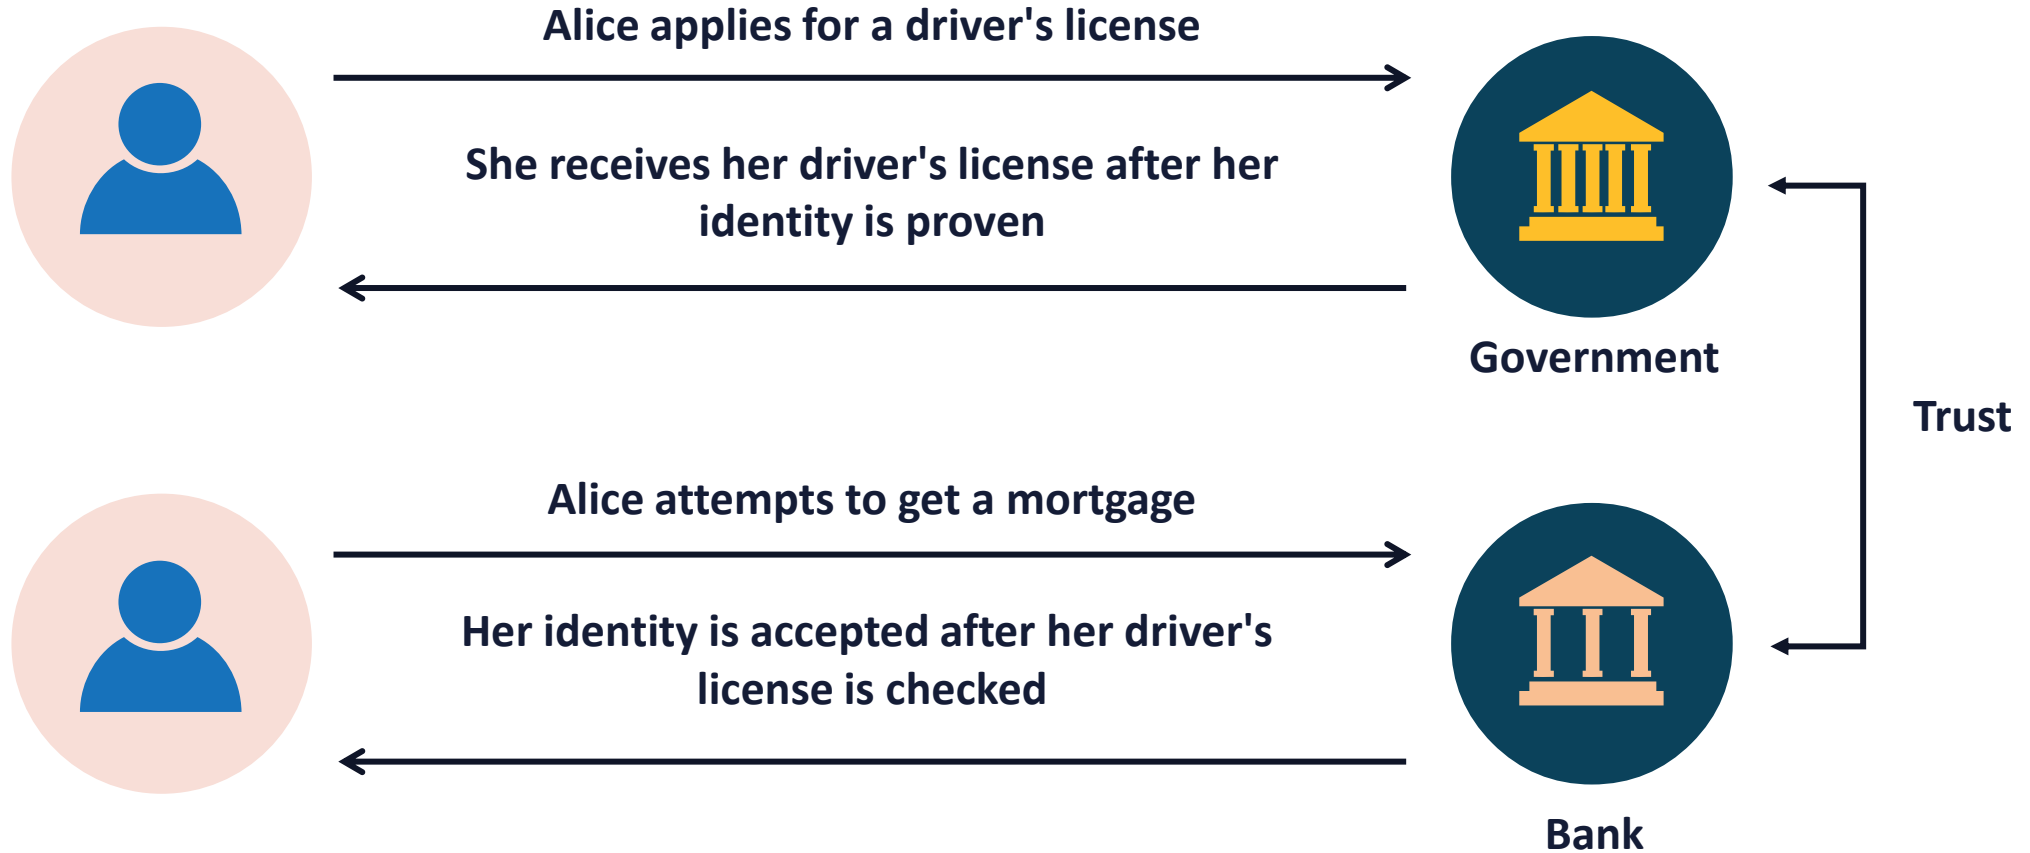 Alice applies for a driver's license
She receives her driver's license after her
identity is proven
Government
Trust
Alice attempts to get a mortgage
Her identity is accepted after her driver's
license is checked
Bank